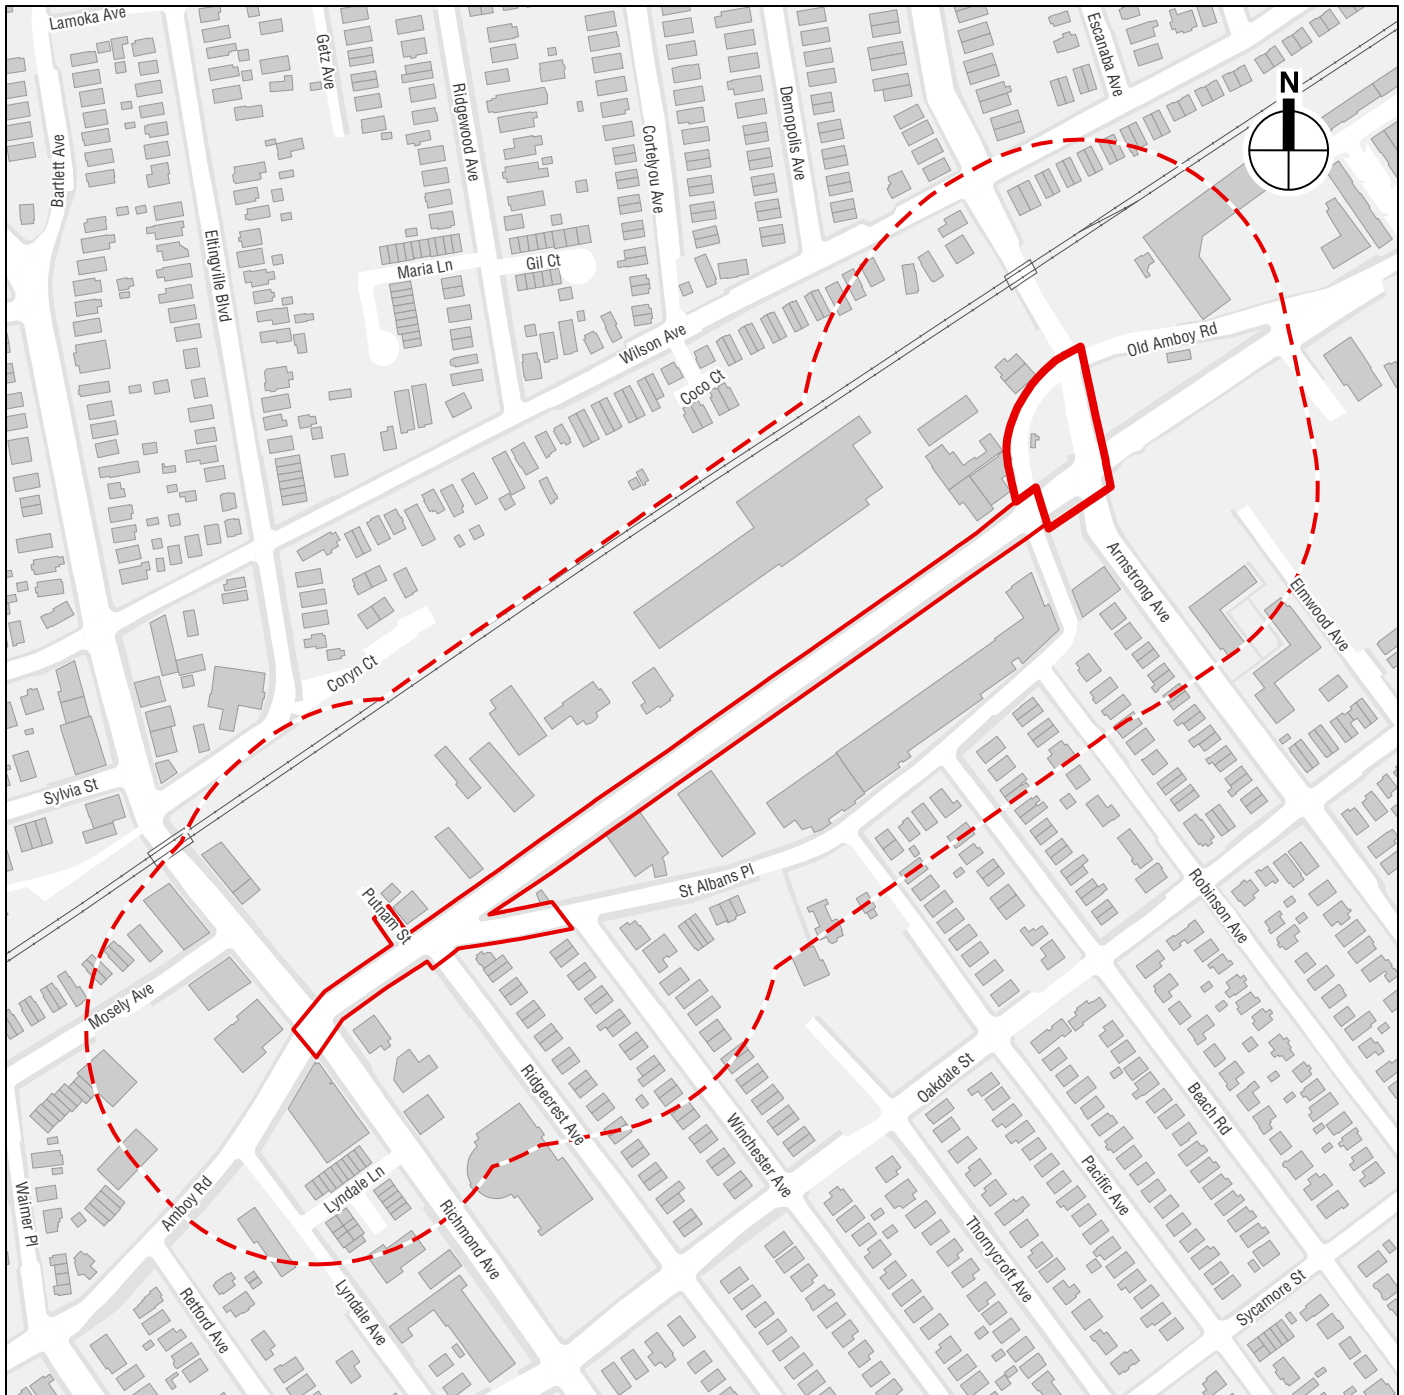 Lamoka Ave
Getz Ave
Escanaba Ave
N
Ridgewood Ave
Demopolis Ave
Cortelyou Ave
Bartlett Ave
Eltingville Blvd
Maria Ln
Gil Ct
Wilson Ave
Old Amboy Rd
Coco Ct
Armstrong Ave
Elmwood Ave
Coryn Ct
Sylvia St
St Albans Pl
Putnam St
Robinson Ave
Mosely Ave
Oakdale St
Ridgecrest Ave
Beach Rd
Winchester Ave
Pacific Ave
Waimer Pl
Amboy Rd
Lyndale Ln
Richmond Ave
Thornycroft Ave
Retford Ave
Lyndale Ave
Sycamore St